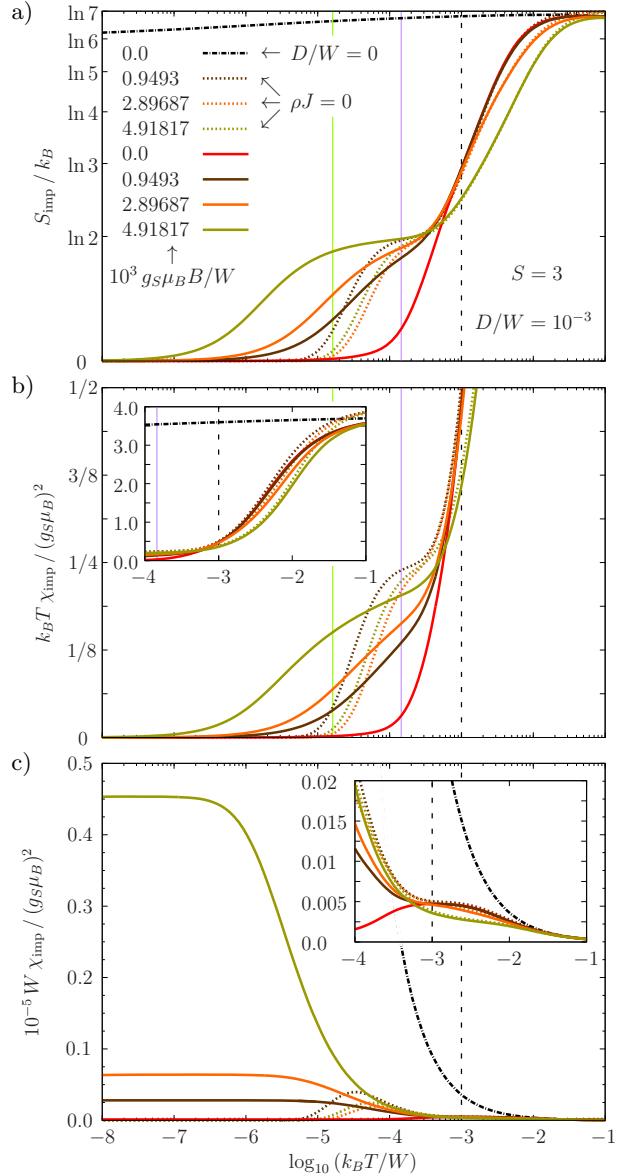 a)
ln 7
ln 6
ln 5
ln 4
ln 3
ln 2
0
S_imp / k_B
0.0
← D/W = 0
0.9493
2.89687
← ρJ = 0
4.91817
0.0
0.9493
2.89687
4.91817
↑
10³ g_S μ_B B/W
S = 3
D/W = 10⁻³
b)
1/2
3/8
1/4
1/8
0
k_B T χ_imp / (g_S μ_B)²
4.0
3.0
2.0
1.0
0.0
−4 −3 −2 −1
c)
0.5
0.4
0.3
0.2
0.1
0.0
10⁻⁵ W χ_imp / (g_S μ_B)²
0.02
0.015
0.01
0.005
0
−4 −3 −2 −1
−8 −7 −6 −5 −4 −3 −2 −1
log₁₀ (k_B T/W)